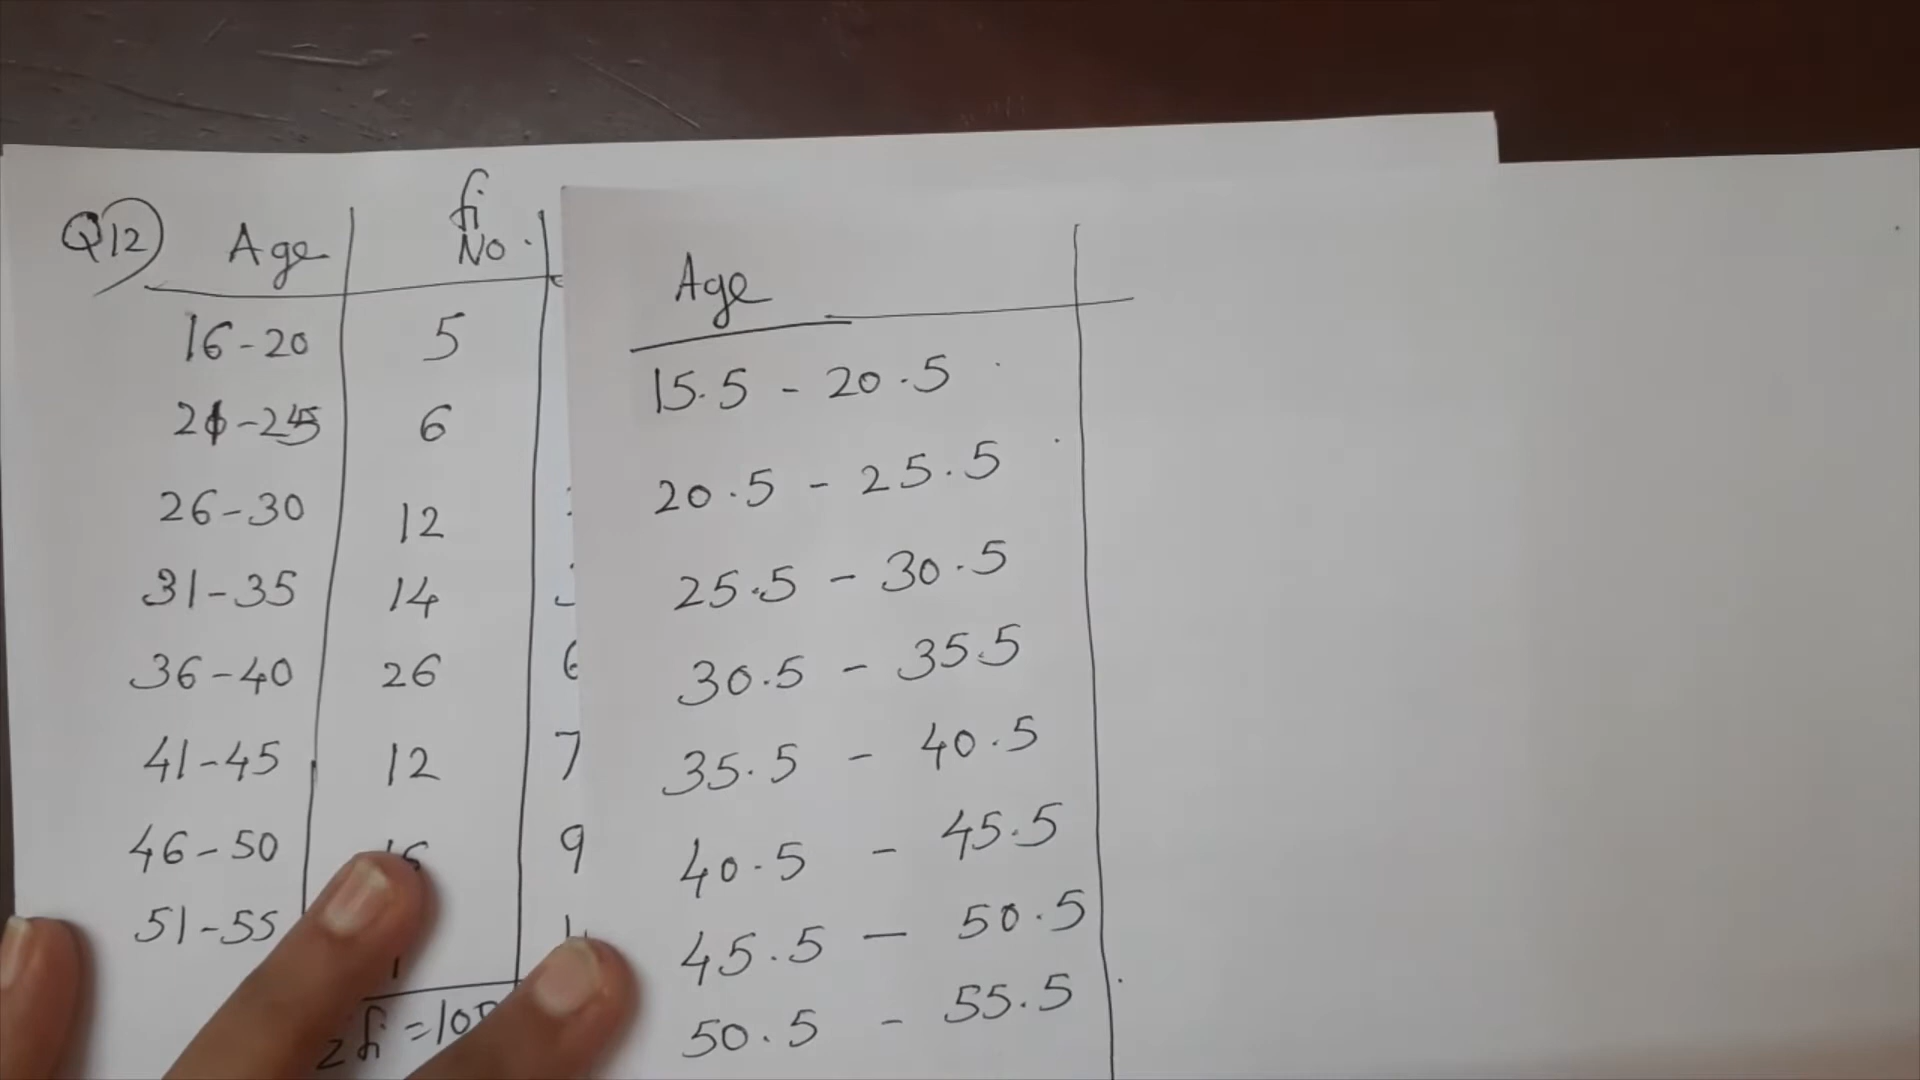 Q12 Age fi No.
16-20 5
21-25 6
26-30 12
31-35 14
36-40 26 6
41-45 12 7
46-50 9
51-55
Σfi =100
Age
15.5 - 20.5
20.5 - 25.5
25.5 - 30.5
30.5 - 35.5
35.5 - 40.5
40.5 - 45.5
45.5 - 50.5
50.5 - 55.5